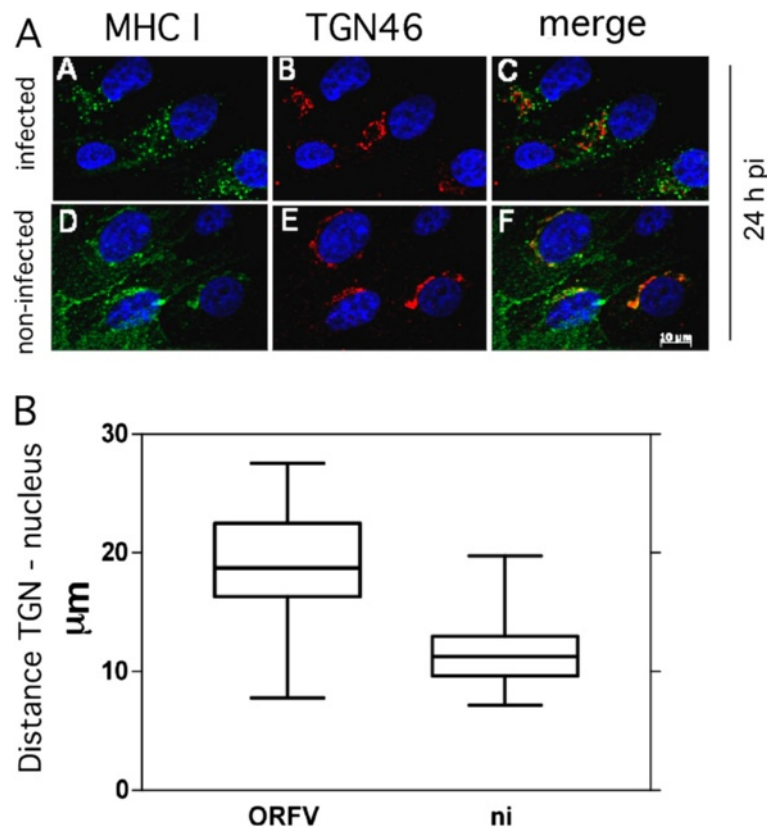 A
MHC I TGN46 merge
infected
A B C
non-infected
D E F
10 µm
24 h pi
B
Distance TGN - nucleus
µm
30
20
10
0
ORFV ni